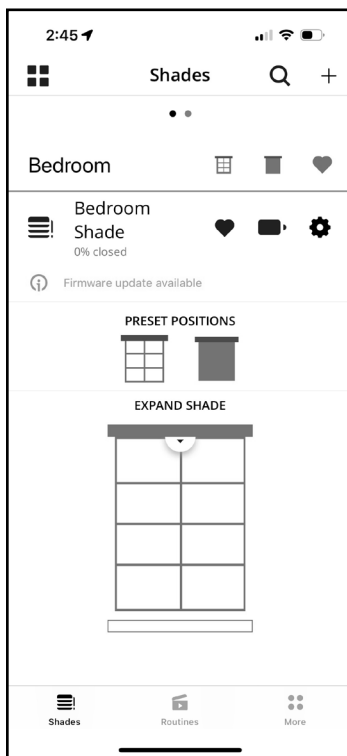 2:45
Shades
Bedroom
Bedroom
Shade
0% closed
Firmware update available
PRESET POSITIONS
EXPAND SHADE
Shades
Routines
More